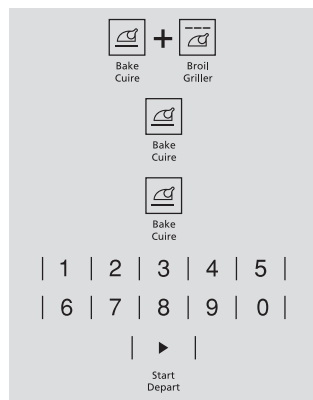 +
Bake Broil
Cuire Griller
Bake
Cuire
Bake
Cuire
| 1 | 2 | 3 | 4 | 5 |
| 6 | 7 | 8 | 9 | 0 |
| ▶ |
Start
Depart